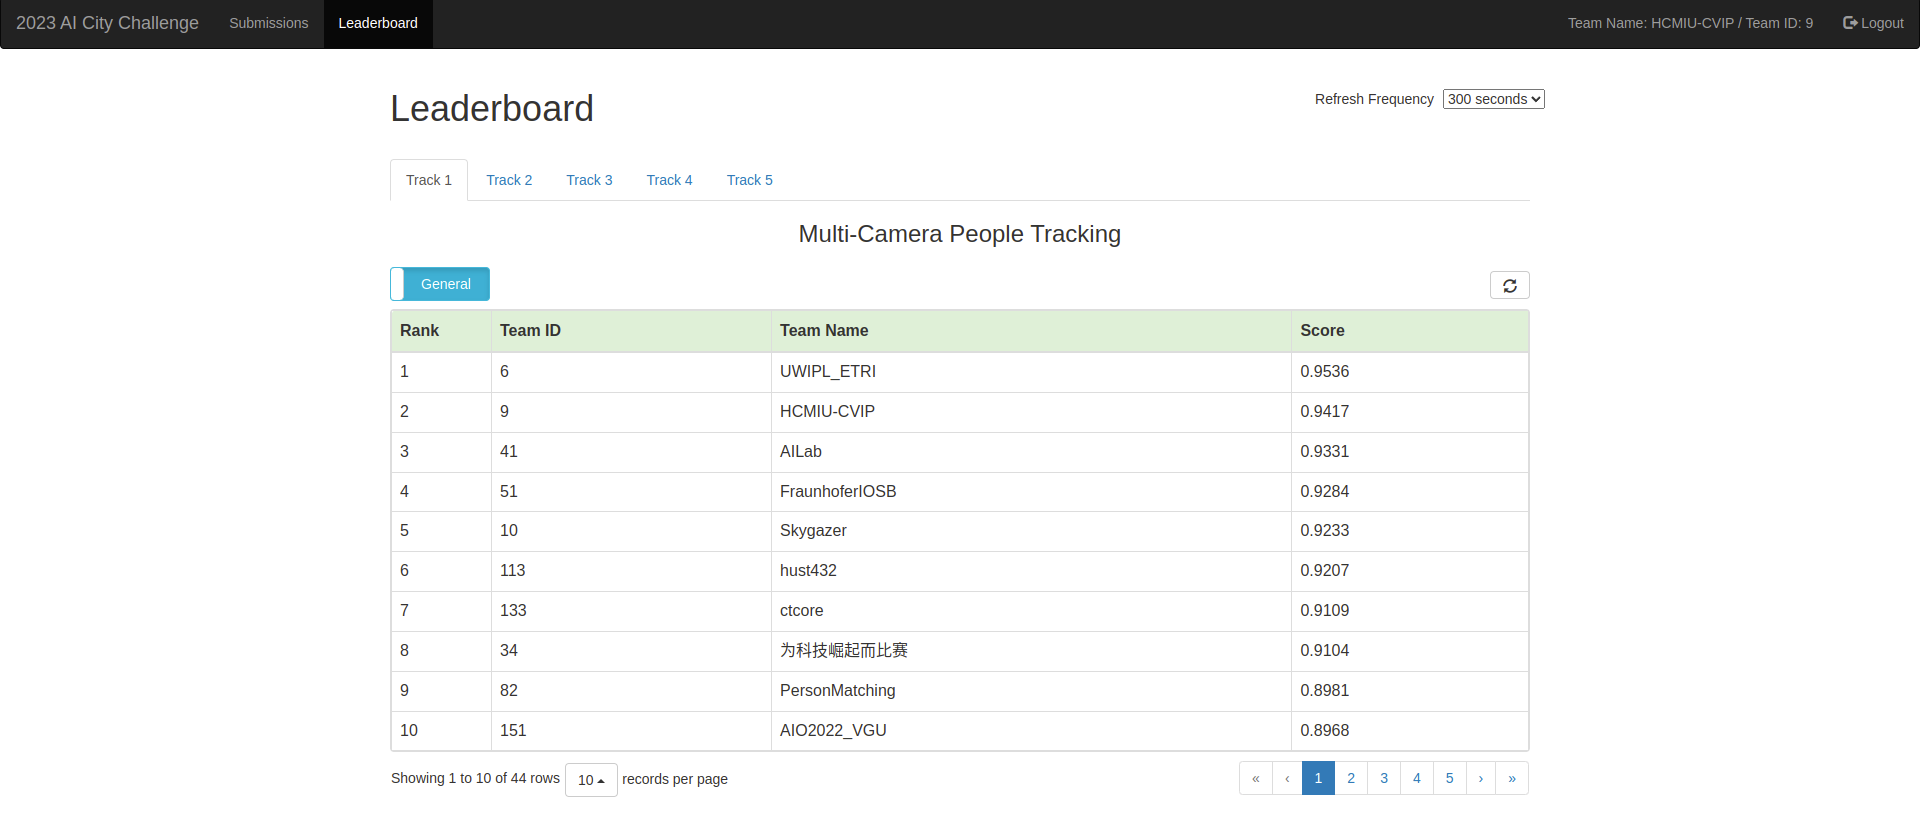 2023 AI City Challenge Submissions Leaderboard Team Name: HCMIU-CVIP / Team ID: 9 Logout
Leaderboard
Refresh Frequency 300 seconds
Track 1 Track 2 Track 3 Track 4 Track 5
Multi-Camera People Tracking
General
Rank Team ID Team Name Score
1 6 UWIPL_ETRI 0.9536
2 9 HCMIU-CVIP 0.9417
3 41 AILab 0.9331
4 51 FraunhoferIOSB 0.9284
5 10 Skygazer 0.9233
6 113 hust432 0.9207
7 133 ctcore 0.9109
8 34 为科技崛起而比赛 0.9104
9 82 PersonMatching 0.8981
10 151 AIO2022_VGU 0.8968
Showing 1 to 10 of 44 rows 10 records per page « ‹ 1 2 3 4 5 › »